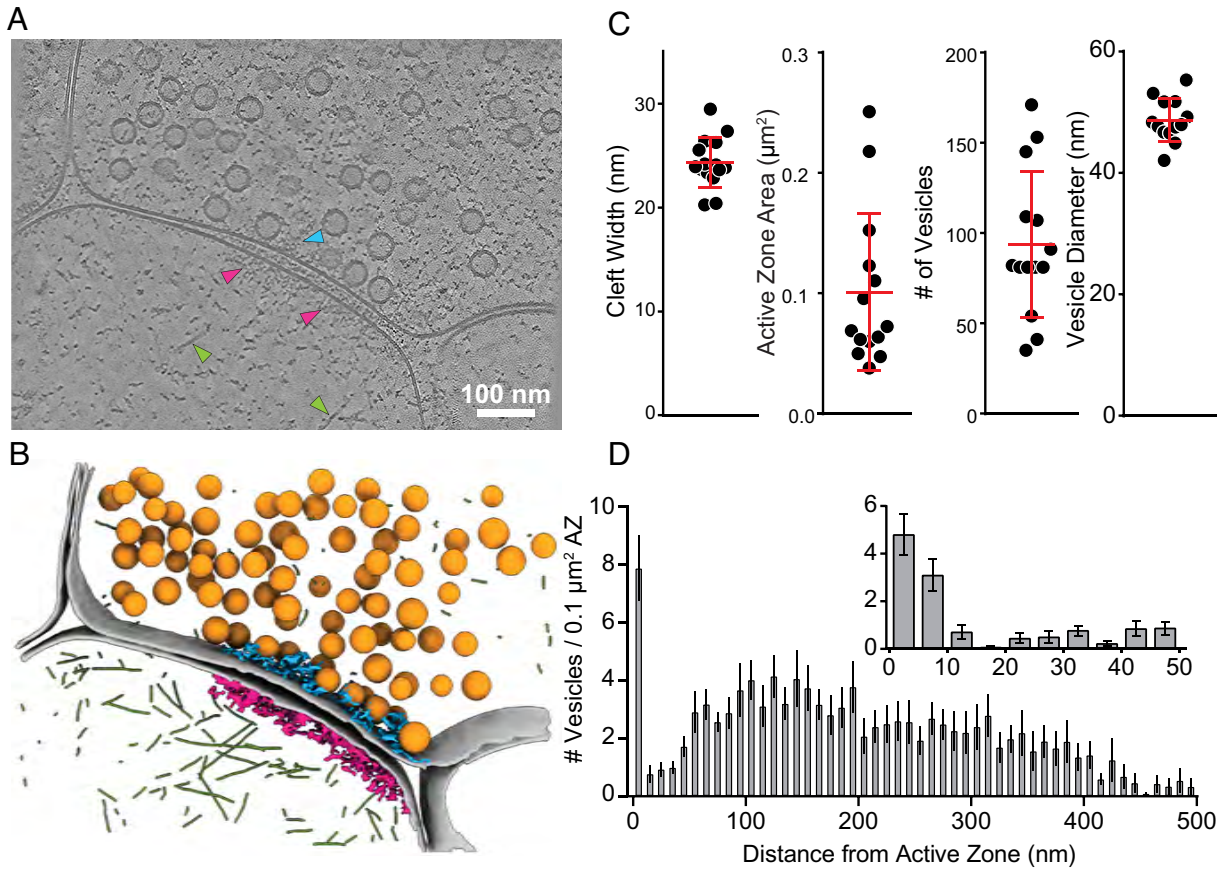 A
100 nm
B
C
Cleft Width (nm)
30
20
10
0
Active Zone Area (µm²)
0.3
0.2
0.1
0.0
# of Vesicles
200
150
100
50
0
Vesicle Diameter (nm)
60
40
20
0
D
# Vesicles / 0.1 µm² AZ
10
8
6
4
2
0
0 100 200 300 400 500
Distance from Active Zone (nm)
6
4
2
0
0 10 20 30 40 50